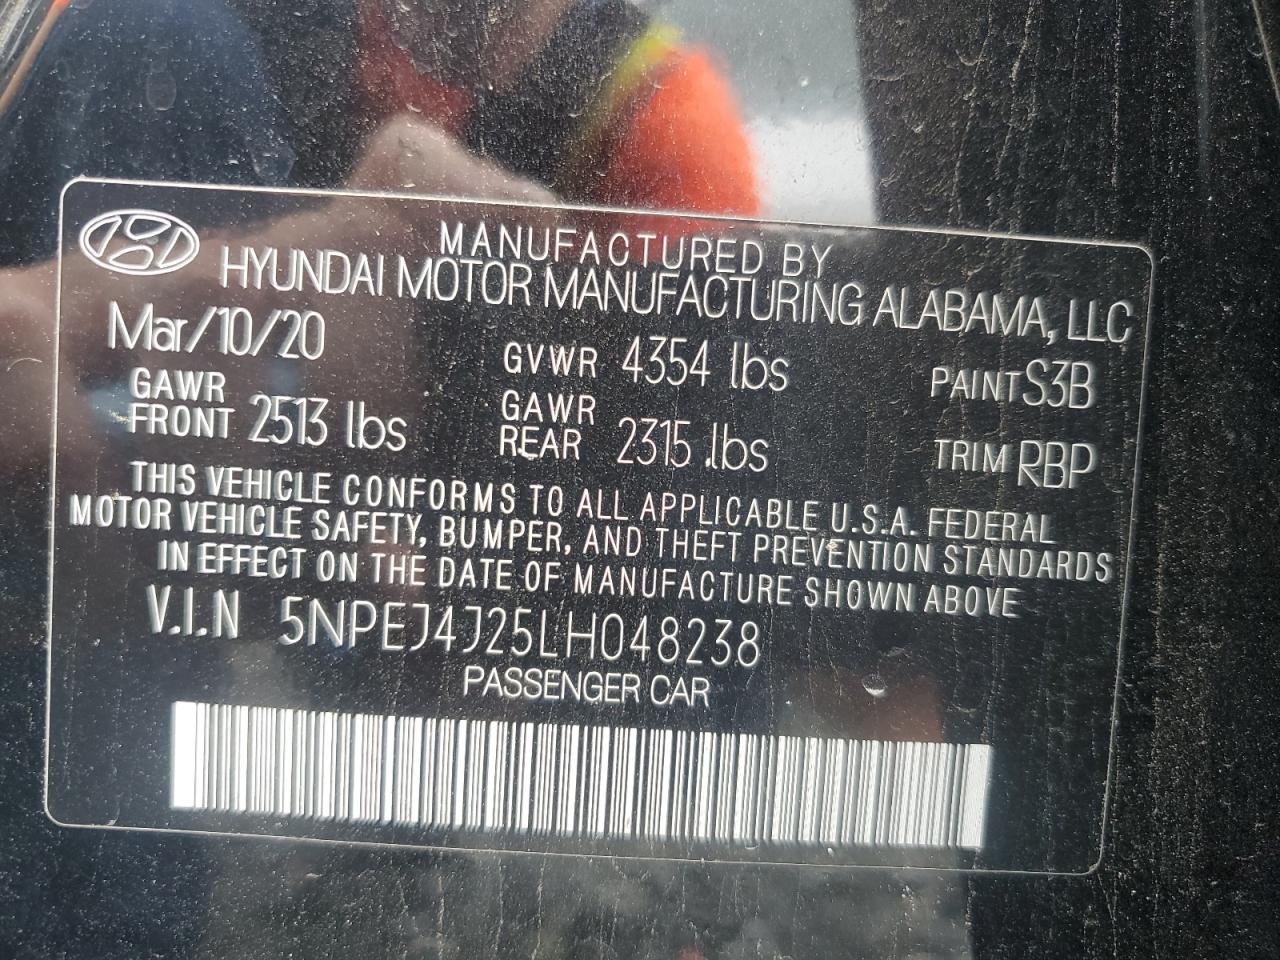 MANUFACTURED BY
HYUNDAI MOTOR MANUFACTURING ALABAMA, LLC
Mar/10/20 GVWR 4354 lbs PAINT S3B
GAWR FRONT 2513 lbs GAWR REAR 2315 lbs TRIM RBP
THIS VEHICLE CONFORMS TO ALL APPLICABLE U.S.A. FEDERAL
MOTOR VEHICLE SAFETY, BUMPER, AND THEFT PREVENTION STANDARDS
IN EFFECT ON THE DATE OF MANUFACTURE SHOWN ABOVE
V.I.N 5NPEJ4J25LH048238
PASSENGER CAR